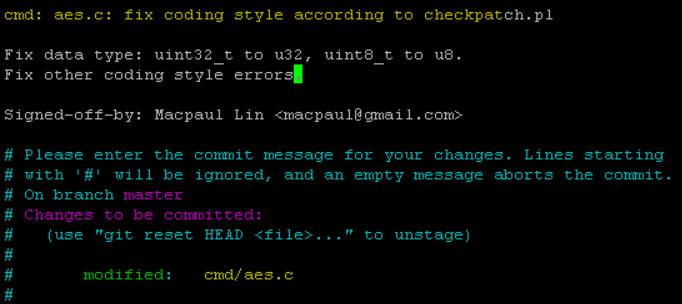 cmd: aes.c: fix coding style according to checkpatch.pl
Fix data type: uint32_t to u32, uint8_t to u8.
Fix other coding style errors.
Signed-off-by: Macpaul Lin <macpaul@gmail.com>
# Please enter the commit message for your changes. Lines starting
# with '#' will be ignored, and an empty message aborts the commit.
# On branch master
# Changes to be committed:
#   (use "git reset HEAD <file>..." to unstage)
#
#       modified:   cmd/aes.c
#